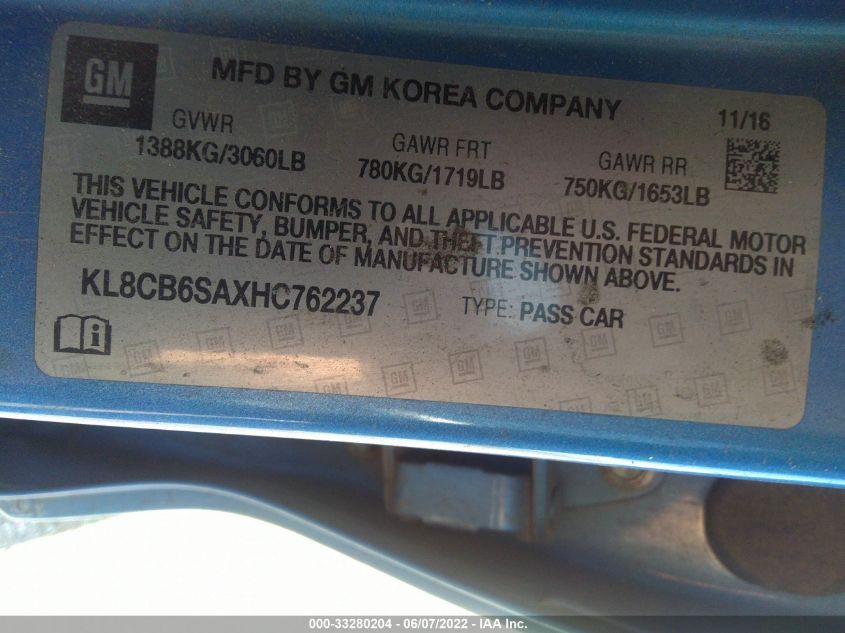 GM
MFD BY GM KOREA COMPANY
11/16
GVWR
1388KG/3060LB
GAWR FRT
780KG/1719LB
GAWR RR
750KG/1653LB
THIS VEHICLE CONFORMS TO ALL APPLICABLE U.S. FEDERAL MOTOR
VEHICLE SAFETY, BUMPER, AND THEFT PREVENTION STANDARDS IN
EFFECT ON THE DATE OF MANUFACTURE SHOWN ABOVE.
KL8CB6SAXHC762237
TYPE: PASS CAR
000-33280204 - 06/07/2022 - IAA Inc.